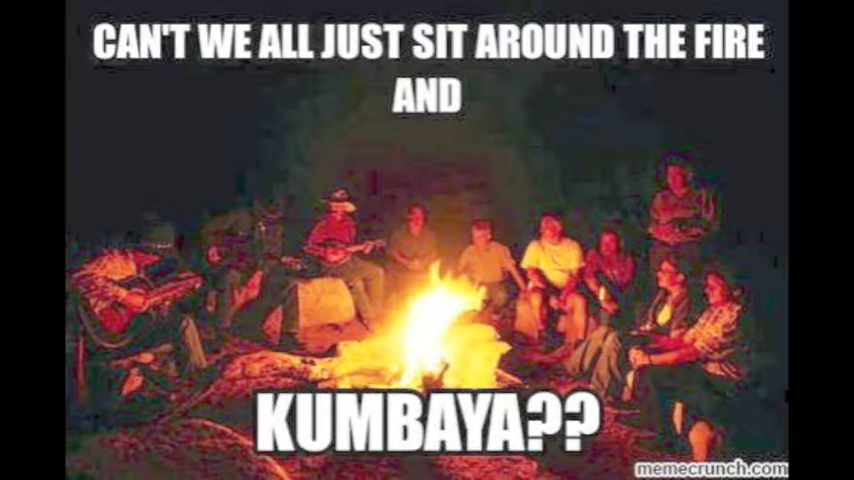 CAN'T WE ALL JUST SIT AROUND THE FIRE
AND
KUMBAYA??
memecrunch.com